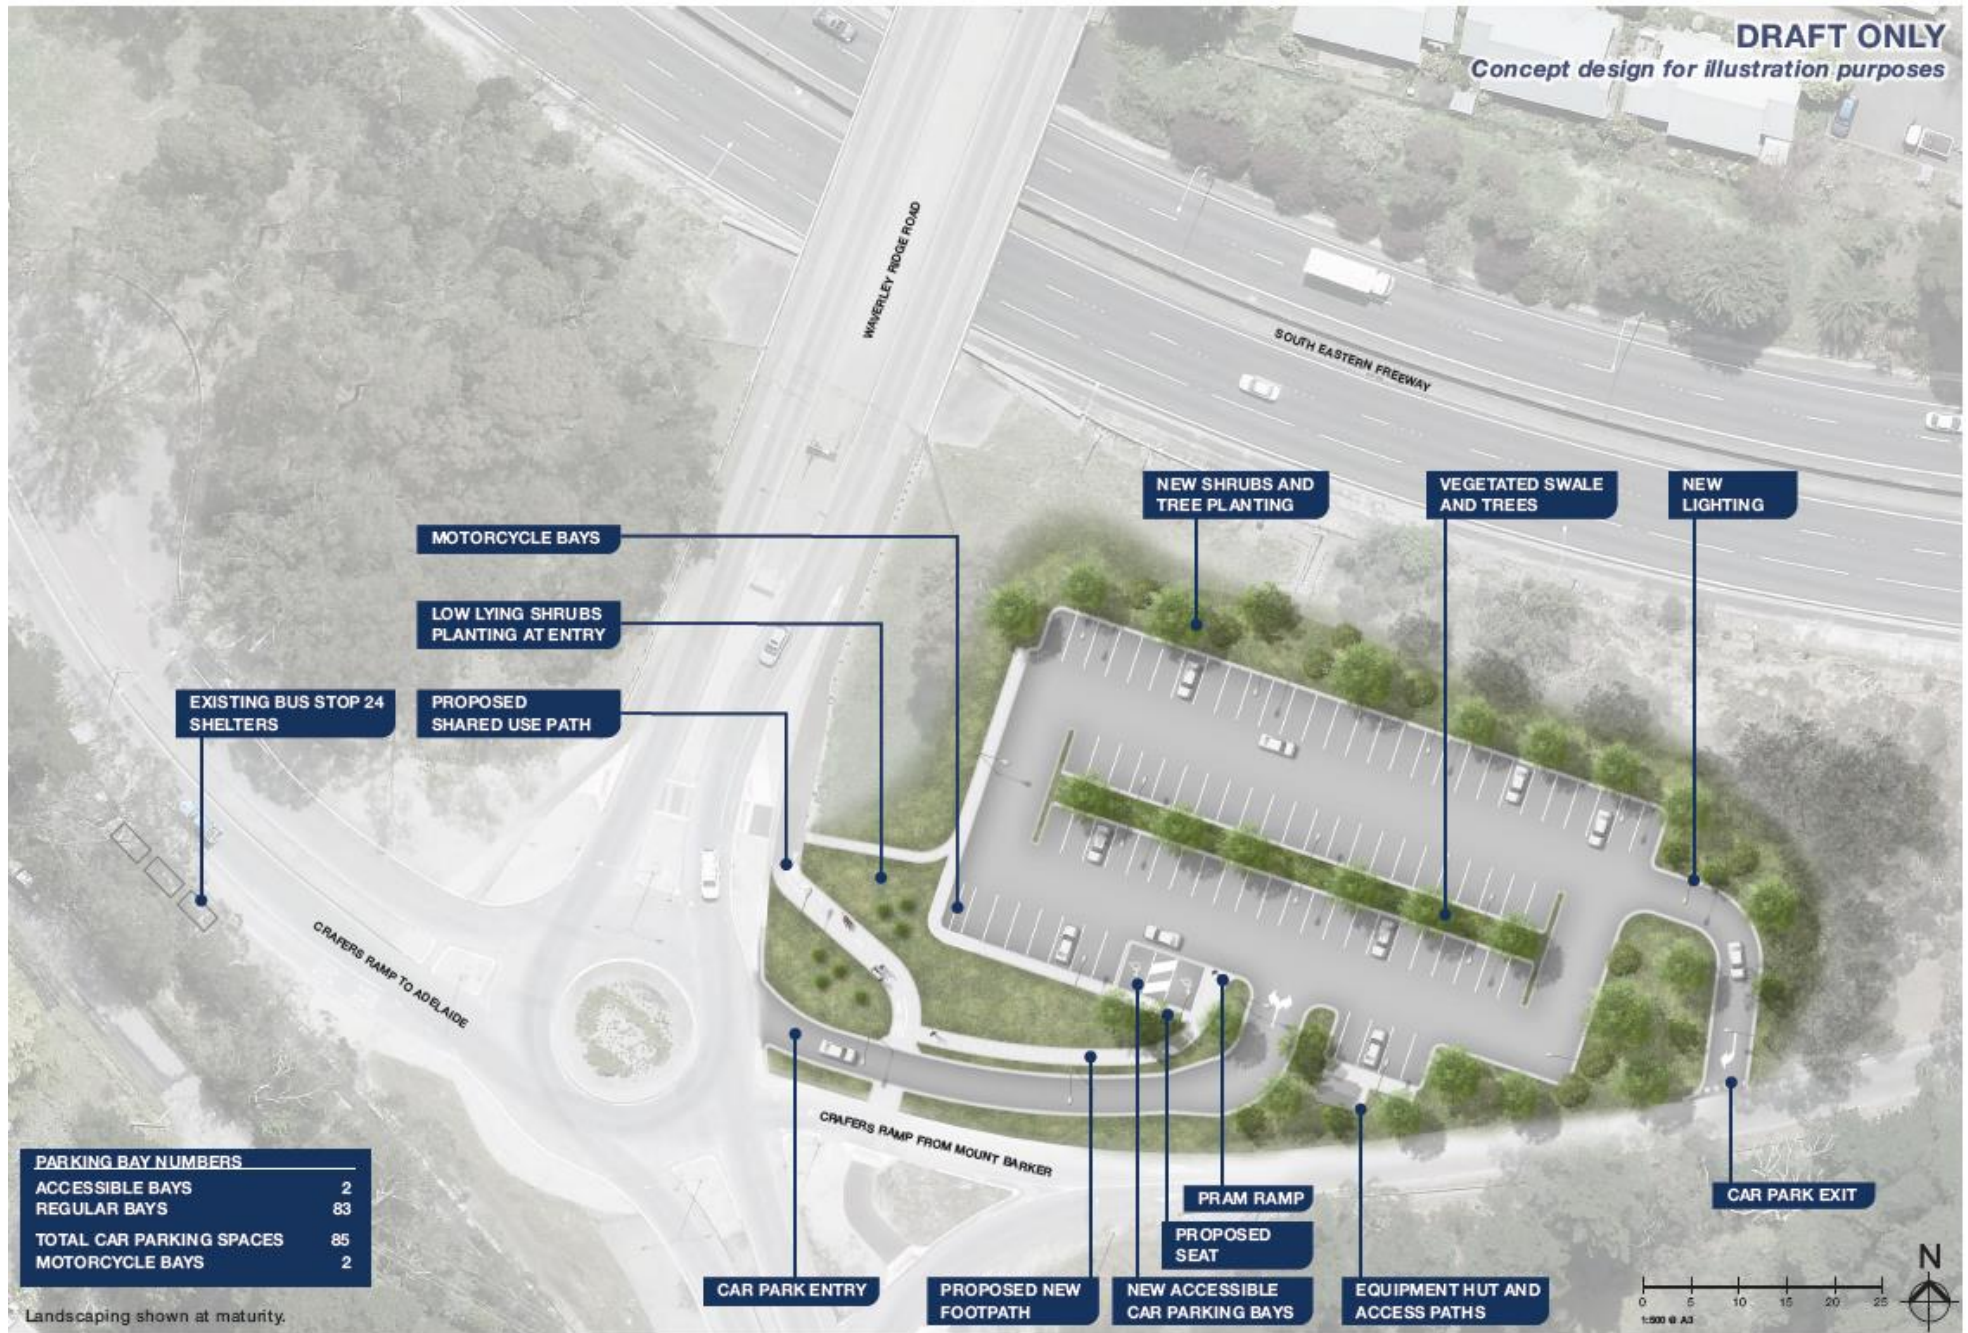 DRAFT ONLY
Concept design for illustration purposes
WAVERLEY RIDGE ROAD
SOUTH EASTERN FREEWAY
NEW SHRUBS AND
TREE PLANTING
VEGETATED SWALE
AND TREES
NEW
LIGHTING
MOTORCYCLE BAYS
LOW LYING SHRUBS
PLANTING AT ENTRY
EXISTING BUS STOP 24
SHELTERS
PROPOSED
SHARED USE PATH
CRAFERS RAMP TO ADELAIDE
CRAFERS RAMP FROM MOUNT BARKER
PARKING BAY NUMBERS
ACCESSIBLE BAYS 2
REGULAR BAYS 83
TOTAL CAR PARKING SPACES 85
MOTORCYCLE BAYS 2
Landscaping shown at maturity.
CAR PARK ENTRY
PROPOSED NEW
FOOTPATH
PRAM RAMP
PROPOSED
SEAT
NEW ACCESSIBLE
CAR PARKING BAYS
EQUIPMENT HUT AND
ACCESS PATHS
CAR PARK EXIT
N
0 5 10 15 20 25
1:500 @ A3